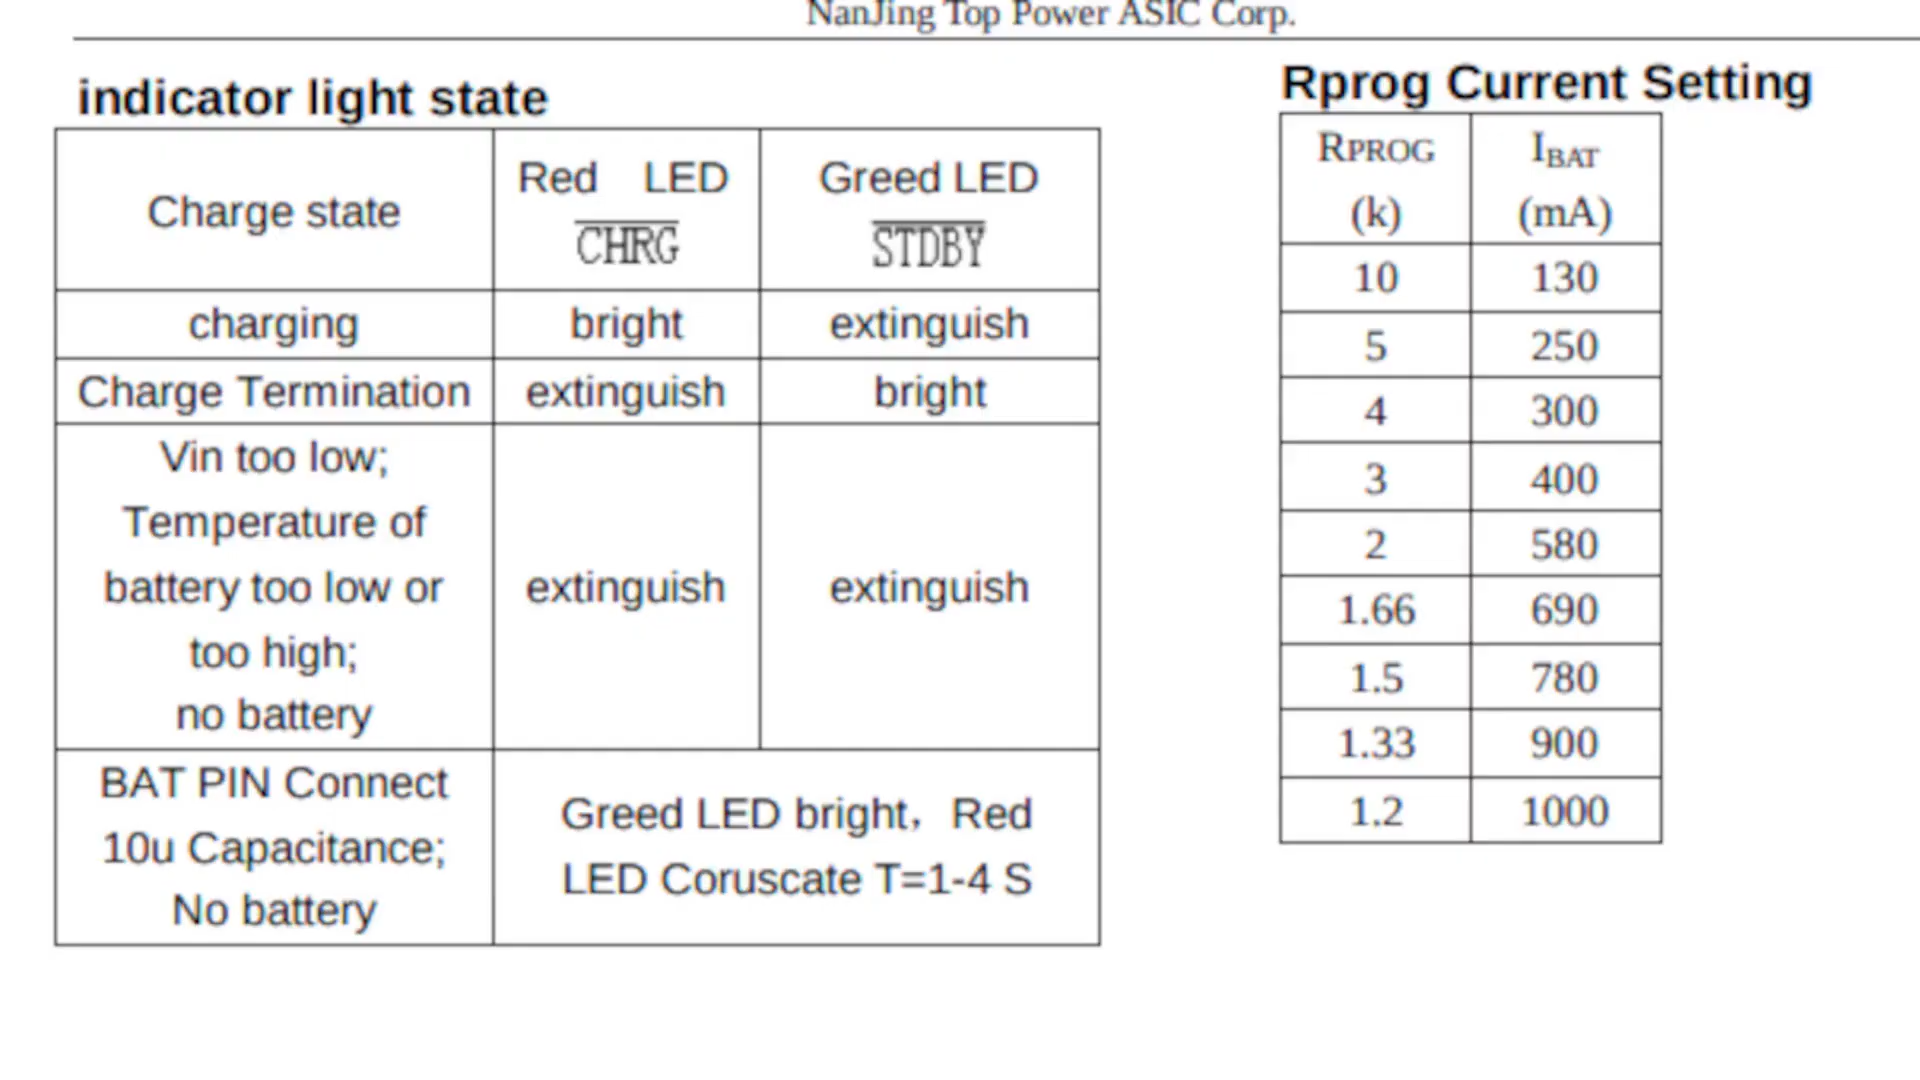 NanJing Top Power ASIC Corp.
indicator light state
Charge state
Red LED
CHRG
Greed LED
STDBY
charging
bright
extinguish
Charge Termination
extinguish
bright
Vin too low;
Temperature of
battery too low or
too high;
no battery
extinguish
extinguish
BAT PIN Connect
10u Capacitance;
No battery
Greed LED bright，Red
LED Coruscate T=1-4 S
Rprog Current Setting
RPROG
(k)
IBAT
(mA)
10
130
5
250
4
300
3
400
2
580
1.66
690
1.5
780
1.33
900
1.2
1000